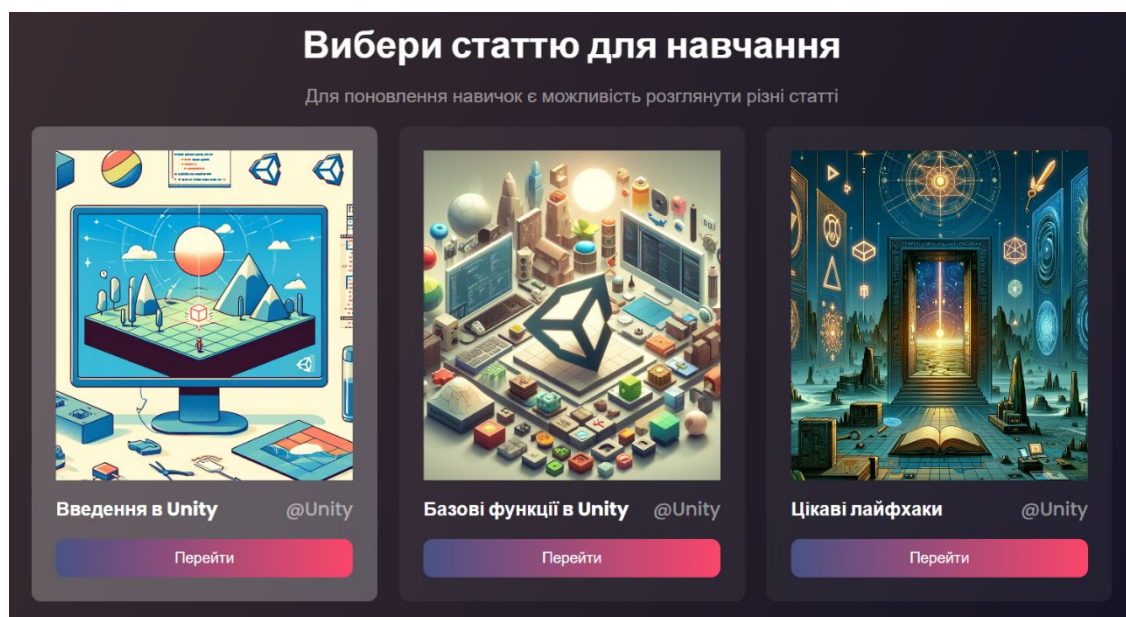 Вибери статтю для навчання
Для поновлення навичок є можливість розглянути різні статті
Введення в Unity @Unity
Базові функції в Unity @Unity
Цікаві лайфхаки @Unity
Перейти
Перейти
Перейти